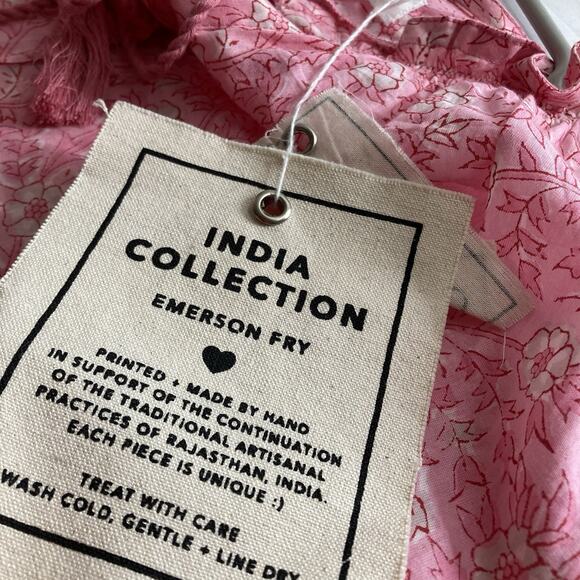 INDIA
COLLECTION
EMERSON FRY
PRINTED + MADE BY HAND
IN SUPPORT OF THE CONTINUATION
OF THE TRADITIONAL ARTISANAL
PRACTICES OF RAJASTHAN, INDIA.
EACH PIECE IS UNIQUE :)
TREAT WITH CARE
WASH COLD, GENTLE + LINE DRY